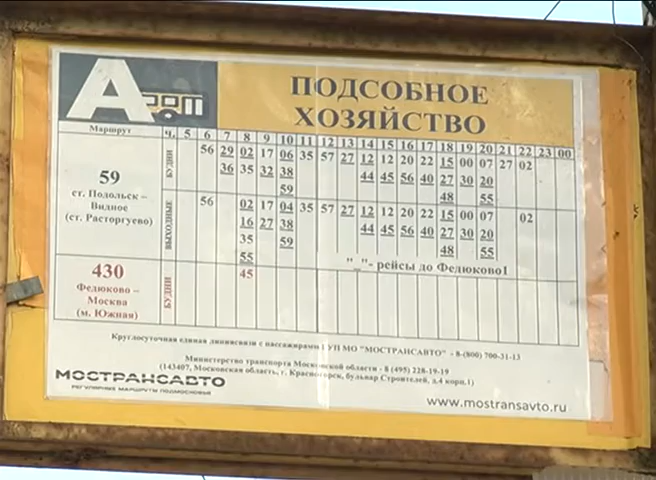 А
ПОДСОБНОЕ
ХОЗЯЙСТВО
Маршрут ч. 5 6 7 8 9 10 11 12 13 14 15 16 17 18 19 20 21 22 23 00
59
ст. Подольск –
Видное
(ст. Расторгуево)
БУДНИ
56 29 02 17 06 35 57 27 12 12 20 22 15 00 07 27 02
36 35 32 38 44 45 56 40 27 30 20
59 48 55
ВЫХОДНЫЕ
56 02 17 04 35 57 27 12 12 20 22 15 00 07 02
16 27 38 44 45 56 40 27 30 20
35 59 48 55
55 "_"- рейсы до Федюково1
430
Федюково –
Москва
(м. Южная)
БУДНИ
45
Круглосуточная единая линия связи с пассажирами ГУП МО "МОСТРАНСАВТО" - 8-(800) 700-31-13
Министерство транспорта Московской области - 8 (495) 228-19-19
(143407, Московская область, г. Красногорск, бульвар Строителей, д.4 корп.1)
МОСТРАНСАВТО
РЕГУЛЯРНЫЕ МАРШРУТЫ ПОДМОСКОВЬЯ
www.mostransavto.ru